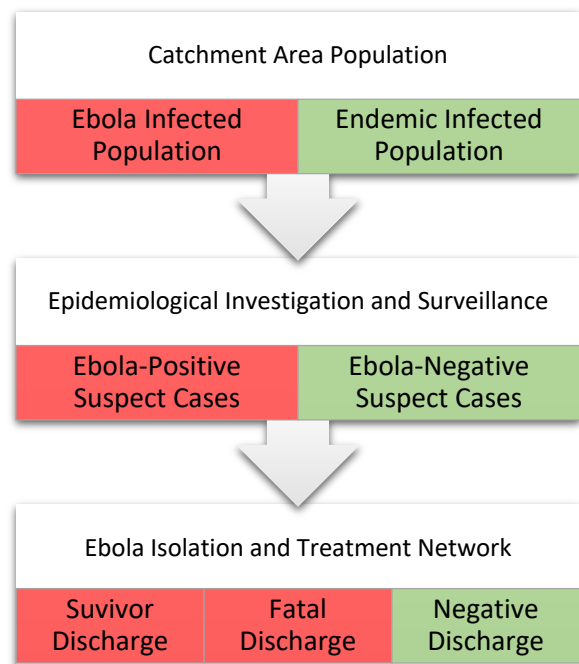 Catchment Area Population
Ebola Infected
Population
Endemic Infected
Population
Epidemiological Investigation and Surveillance
Ebola-Positive
Suspect Cases
Ebola-Negative
Suspect Cases
Ebola Isolation and Treatment Network
Suvivor
Discharge
Fatal
Discharge
Negative
Discharge